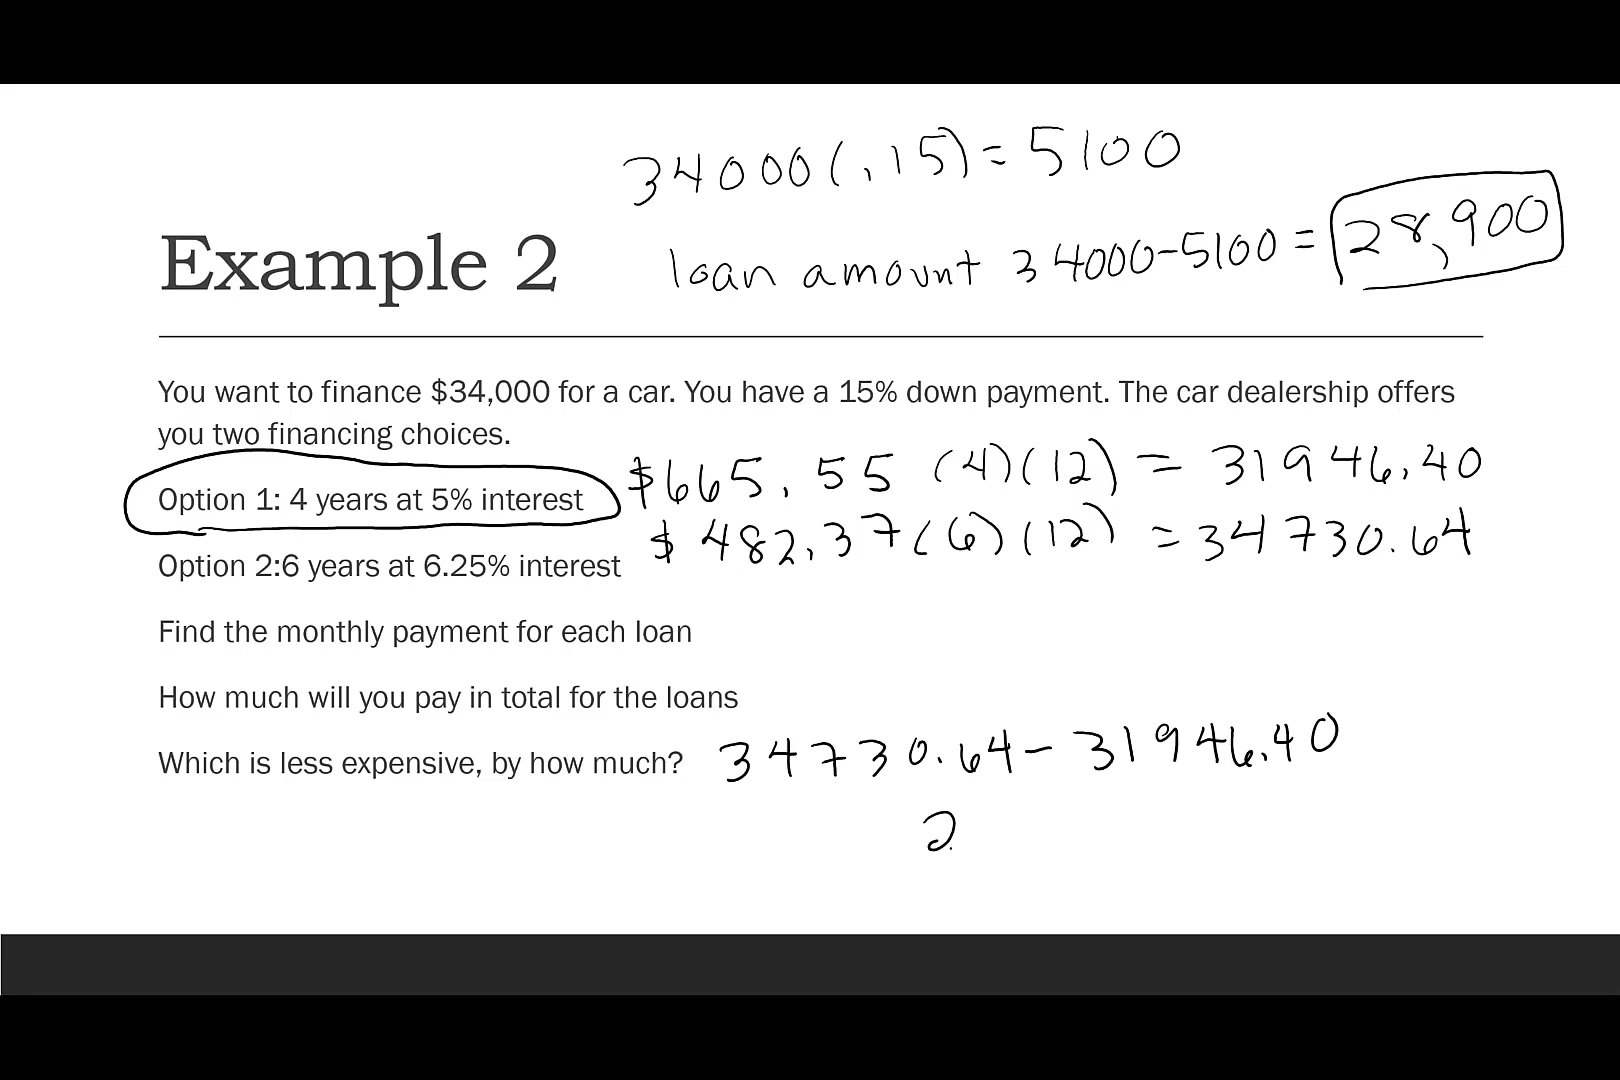 34000(.15)=5100
loan amount 34000-5100 = 28,900
Example 2
You want to finance $34,000 for a car. You have a 15% down payment. The car dealership offers
you two financing choices.
$665.55 (4)(12) = 31946.40
Option 1: 4 years at 5% interest
$482.37(6)(12) = 34730.64
Option 2:6 years at 6.25% interest
Find the monthly payment for each loan
How much will you pay in total for the loans
Which is less expensive, by how much? 34730.64-31946.40
2